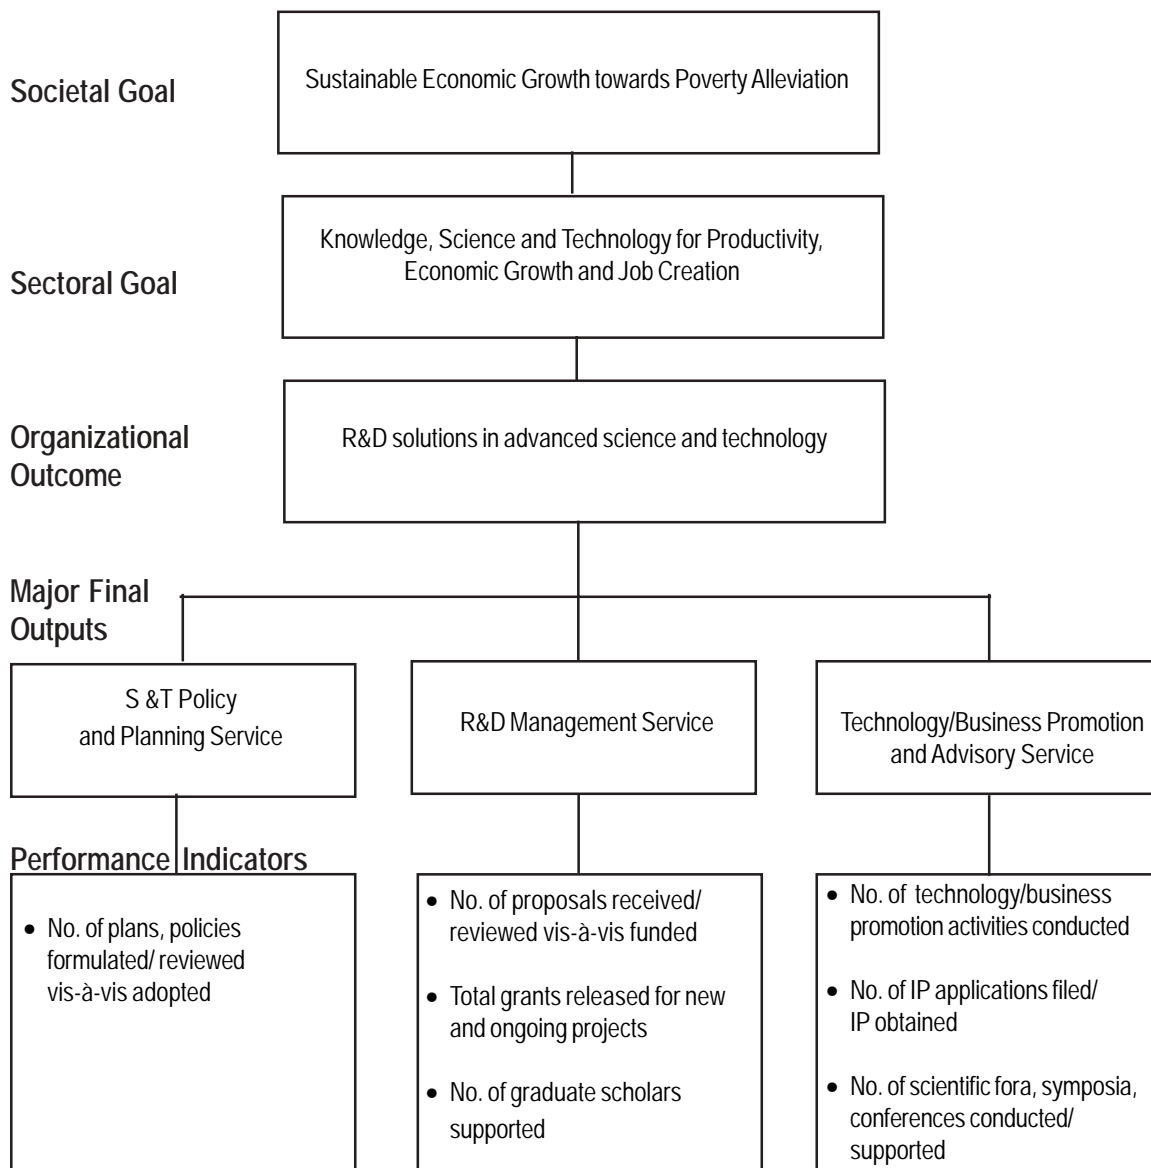 Societal Goal
Sustainable Economic Growth towards Poverty Alleviation
Sectoral Goal
Knowledge, Science and Technology for Productivity,
Economic Growth and Job Creation
Organizational
Outcome
R&D solutions in advanced science and technology
Major Final
Outputs
S &T Policy
and Planning Service
R&D Management Service
Technology/Business Promotion
and Advisory Service
Performance Indicators
• No. of plans, policies
formulated/ reviewed
vis-à-vis adopted
• No. of proposals received/
reviewed vis-à-vis funded
• Total grants released for new
and ongoing projects
• No. of graduate scholars
supported
• No. of technology/business
promotion activities conducted
• No. of IP applications filed/
IP obtained
• No. of scientific fora, symposia,
conferences conducted/
supported